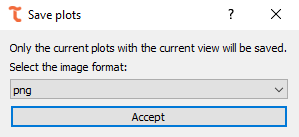 Save plots
Only the current plots with the current view will be saved.
Select the image format:
png
Accept